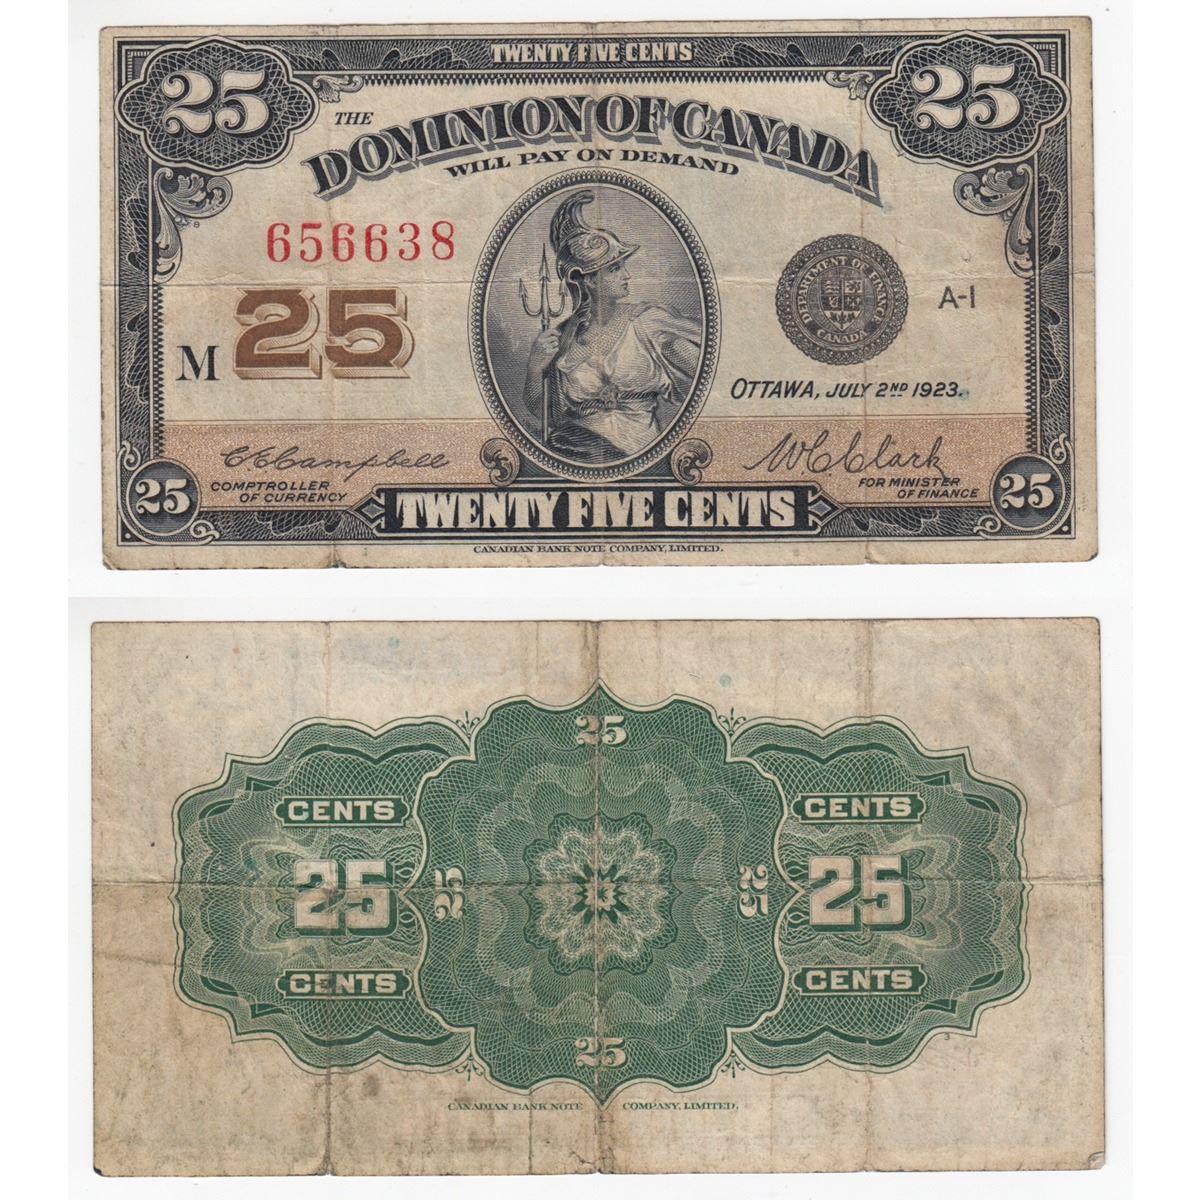 TWENTY FIVE CENTS
25 25
THE
DOMINION OF CANADA
WILL PAY ON DEMAND
656638
DEPARTMENT OF FINANCE
CANADA
A-1
M 25
OTTAWA, JULY 2ND 1923.
C E Campbell
COMPTROLLER
OF CURRENCY
W C Clark
FOR MINISTER
OF FINANCE
25 TWENTY FIVE CENTS 25
CANADIAN BANK NOTE COMPANY, LIMITED.
25
CENTS CENTS
25 25 25 25
CENTS CENTS
25
3
CANADIAN BANK NOTE COMPANY, LIMITED.